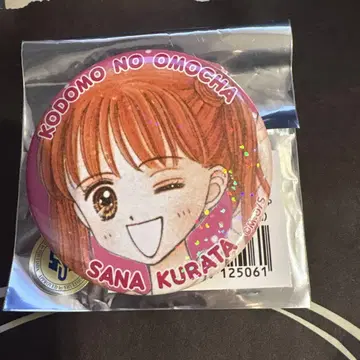 KODOMO NO OMOCHA
SANA KURATA
125061